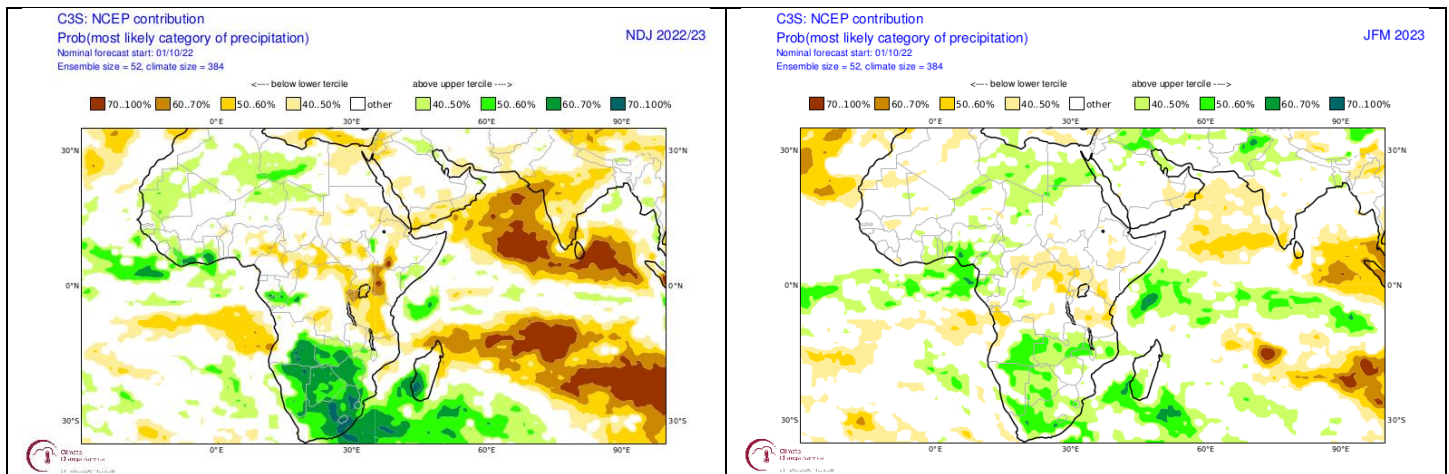 C3S: NCEP contribution
Prob(most likely category of precipitation)
NDJ 2022/23
Nominal forecast start: 01/10/22
Ensemble size = 52, climate size = 384
<---- below lower tercile above upper tercile ---->
70..100% 60..70% 50..60% 40..50% other 40..50% 50..60% 60..70% 70..100%
0°E 30°E 60°E 90°E
30°N 30°N
0°N 0°N
30°S 30°S
0°E 30°E 60°E 90°E
Climate
Change Service
C3S: NCEP contribution
Prob(most likely category of precipitation)
JFM 2023
Nominal forecast start: 01/10/22
Ensemble size = 52, climate size = 384
<---- below lower tercile above upper tercile ---->
70..100% 60..70% 50..60% 40..50% other 40..50% 50..60% 60..70% 70..100%
0°E 30°E 60°E 90°E
30°N 30°N
0°N 0°N
30°S 30°S
0°E 30°E 60°E 90°E
Climate
Change Service